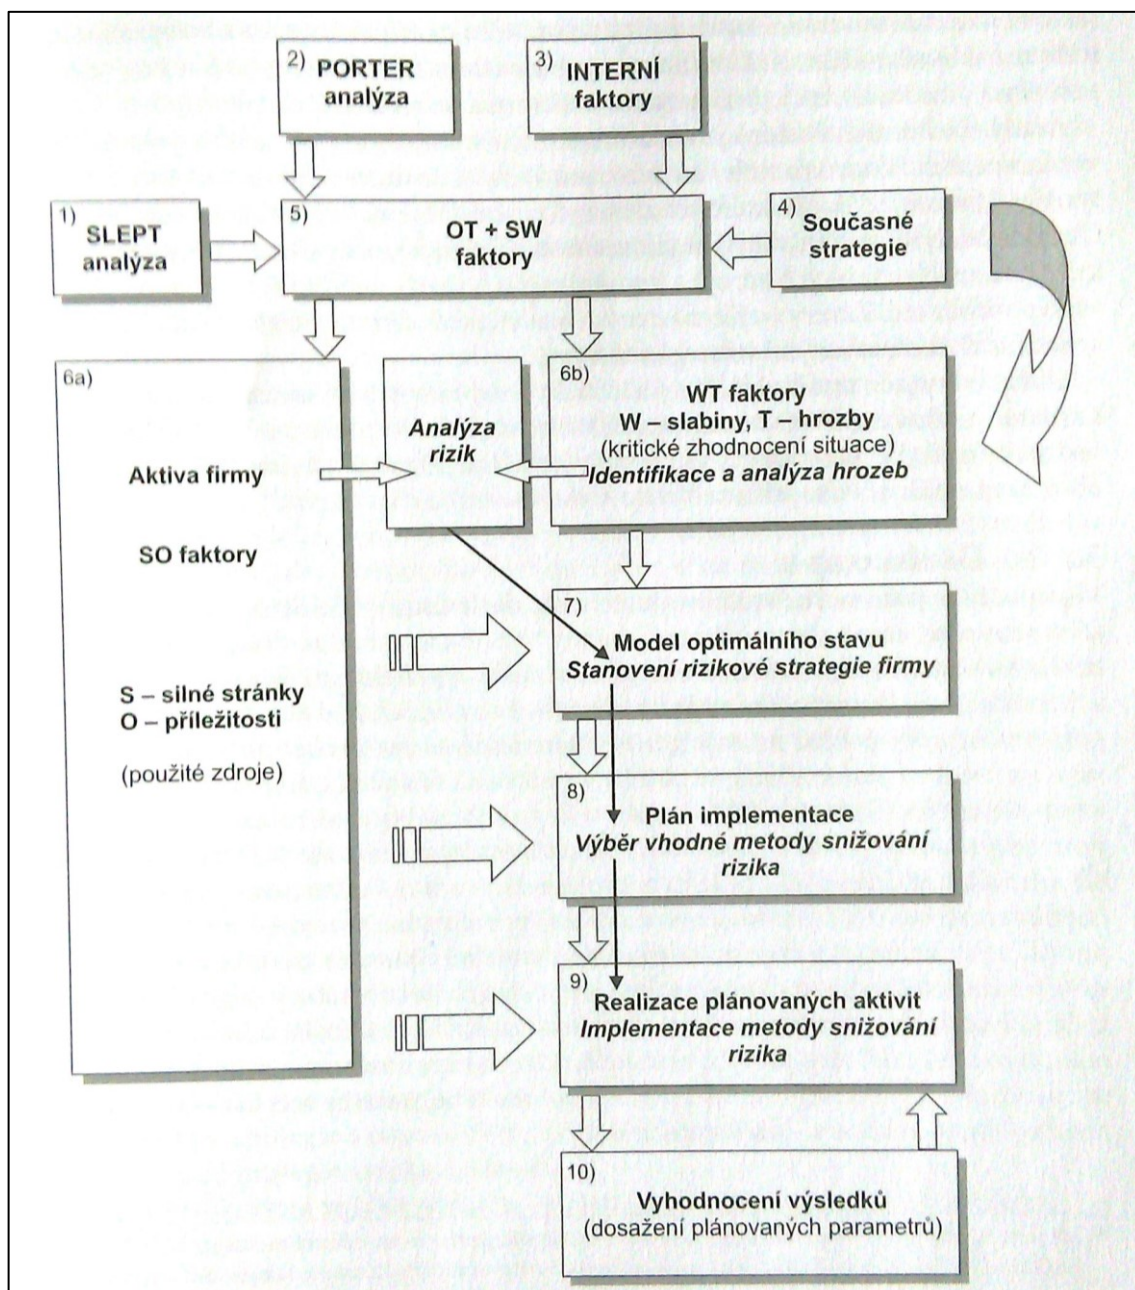 2) PORTER
analýza
3) INTERNÍ
faktory
1)
SLEPT
analýza
5)
OT + SW
faktory
4)
Současné
strategie
6a)
Aktiva firmy
SO faktory
S – silné stránky
O – příležitosti
(použité zdroje)
Analýza
rizik
6b)
WT faktory
W – slabiny, T – hrozby
(kritické zhodnocení situace)
Identifikace a analýza hrozeb
7)
Model optimálního stavu
Stanovení rizikové strategie firmy
8)
Plán implementace
Výběr vhodné metody snižování
rizika
9)
Realizace plánovaných aktivit
Implementace metody snižování
rizika
10)
Vyhodnocení výsledků
(dosažení plánovaných parametrů)